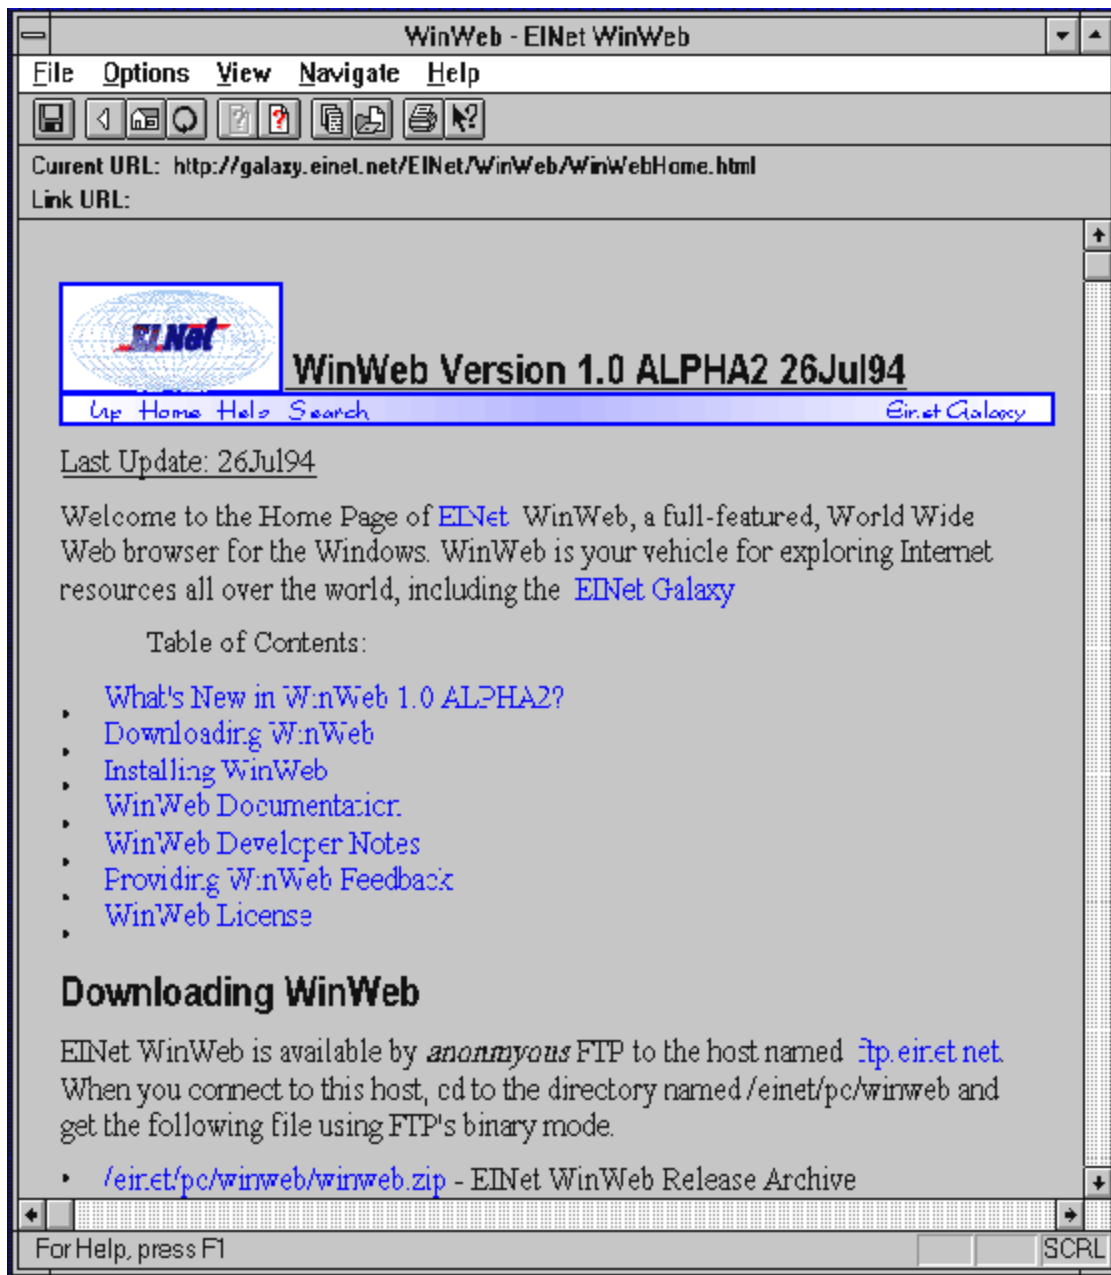 WinWeb - EINet WinWeb
File Options View Navigate Help
Current URL: http://galaxy.einet.net/EINet/WinWeb/WinWebHome.html
Link URL:
EINet
WinWeb Version 1.0 ALPHA2 26Jul94
Up Home Help Search Einet Galaxy
Last Update: 26Jul94
Welcome to the Home Page of EINet WinWeb, a full-featured, World Wide
Web browser for the Windows. WinWeb is your vehicle for exploring Internet
resources all over the world, including the EINet Galaxy
Table of Contents:
What's New in WinWeb 1.0 ALPHA2?
Downloading WinWeb
Installing WinWeb
WinWeb Documentation
WinWeb Developer Notes
Providing WinWeb Feedback
WinWeb License
Downloading WinWeb
EINet WinWeb is available by anonmyous FTP to the host named ftp.einet.net.
When you connect to this host, cd to the directory named /einet/pc/winweb and
get the following file using FTP's binary mode.
• /einet/pc/winweb/winweb.zip - EINet WinWeb Release Archive
For Help, press F1 SCRL